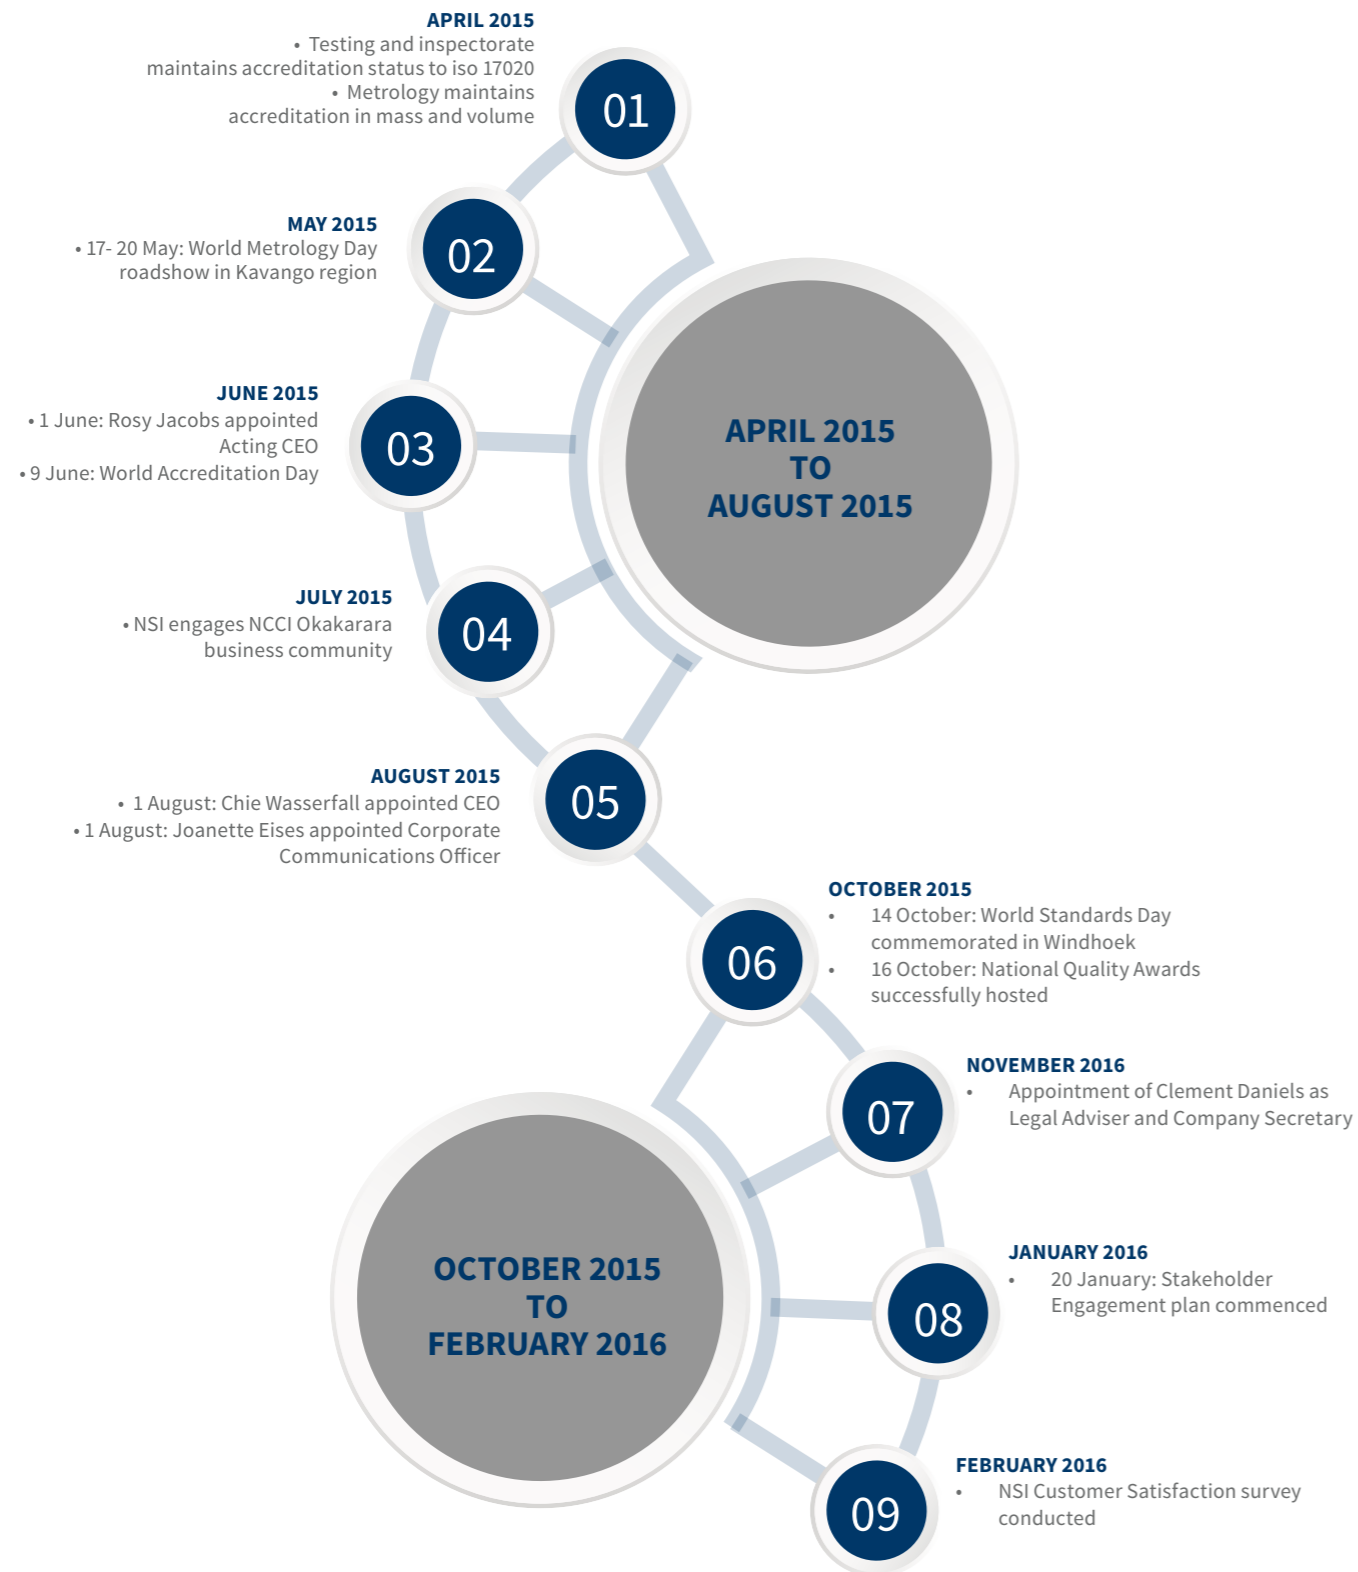 APRIL 2015
• Testing and inspectorate
maintains accreditation status to iso 17020
• Metrology maintains
accreditation in mass and volume
01
MAY 2015
• 17- 20 May: World Metrology Day
roadshow in Kavango region
02
JUNE 2015
• 1 June: Rosy Jacobs appointed
Acting CEO
• 9 June: World Accreditation Day
03
APRIL 2015
TO
AUGUST 2015
JULY 2015
• NSI engages NCCI Okakarara
business community
04
AUGUST 2015
• 1 August: Chie Wasserfall appointed CEO
• 1 August: Joanette Eises appointed Corporate
Communications Officer
05
OCTOBER 2015
• 14 October: World Standards Day
commemorated in Windhoek
• 16 October: National Quality Awards
successfully hosted
06
NOVEMBER 2016
• Appointment of Clement Daniels as
Legal Adviser and Company Secretary
07
OCTOBER 2015
TO
FEBRUARY 2016
JANUARY 2016
• 20 January: Stakeholder
Engagement plan commenced
08
FEBRUARY 2016
• NSI Customer Satisfaction survey
conducted
09